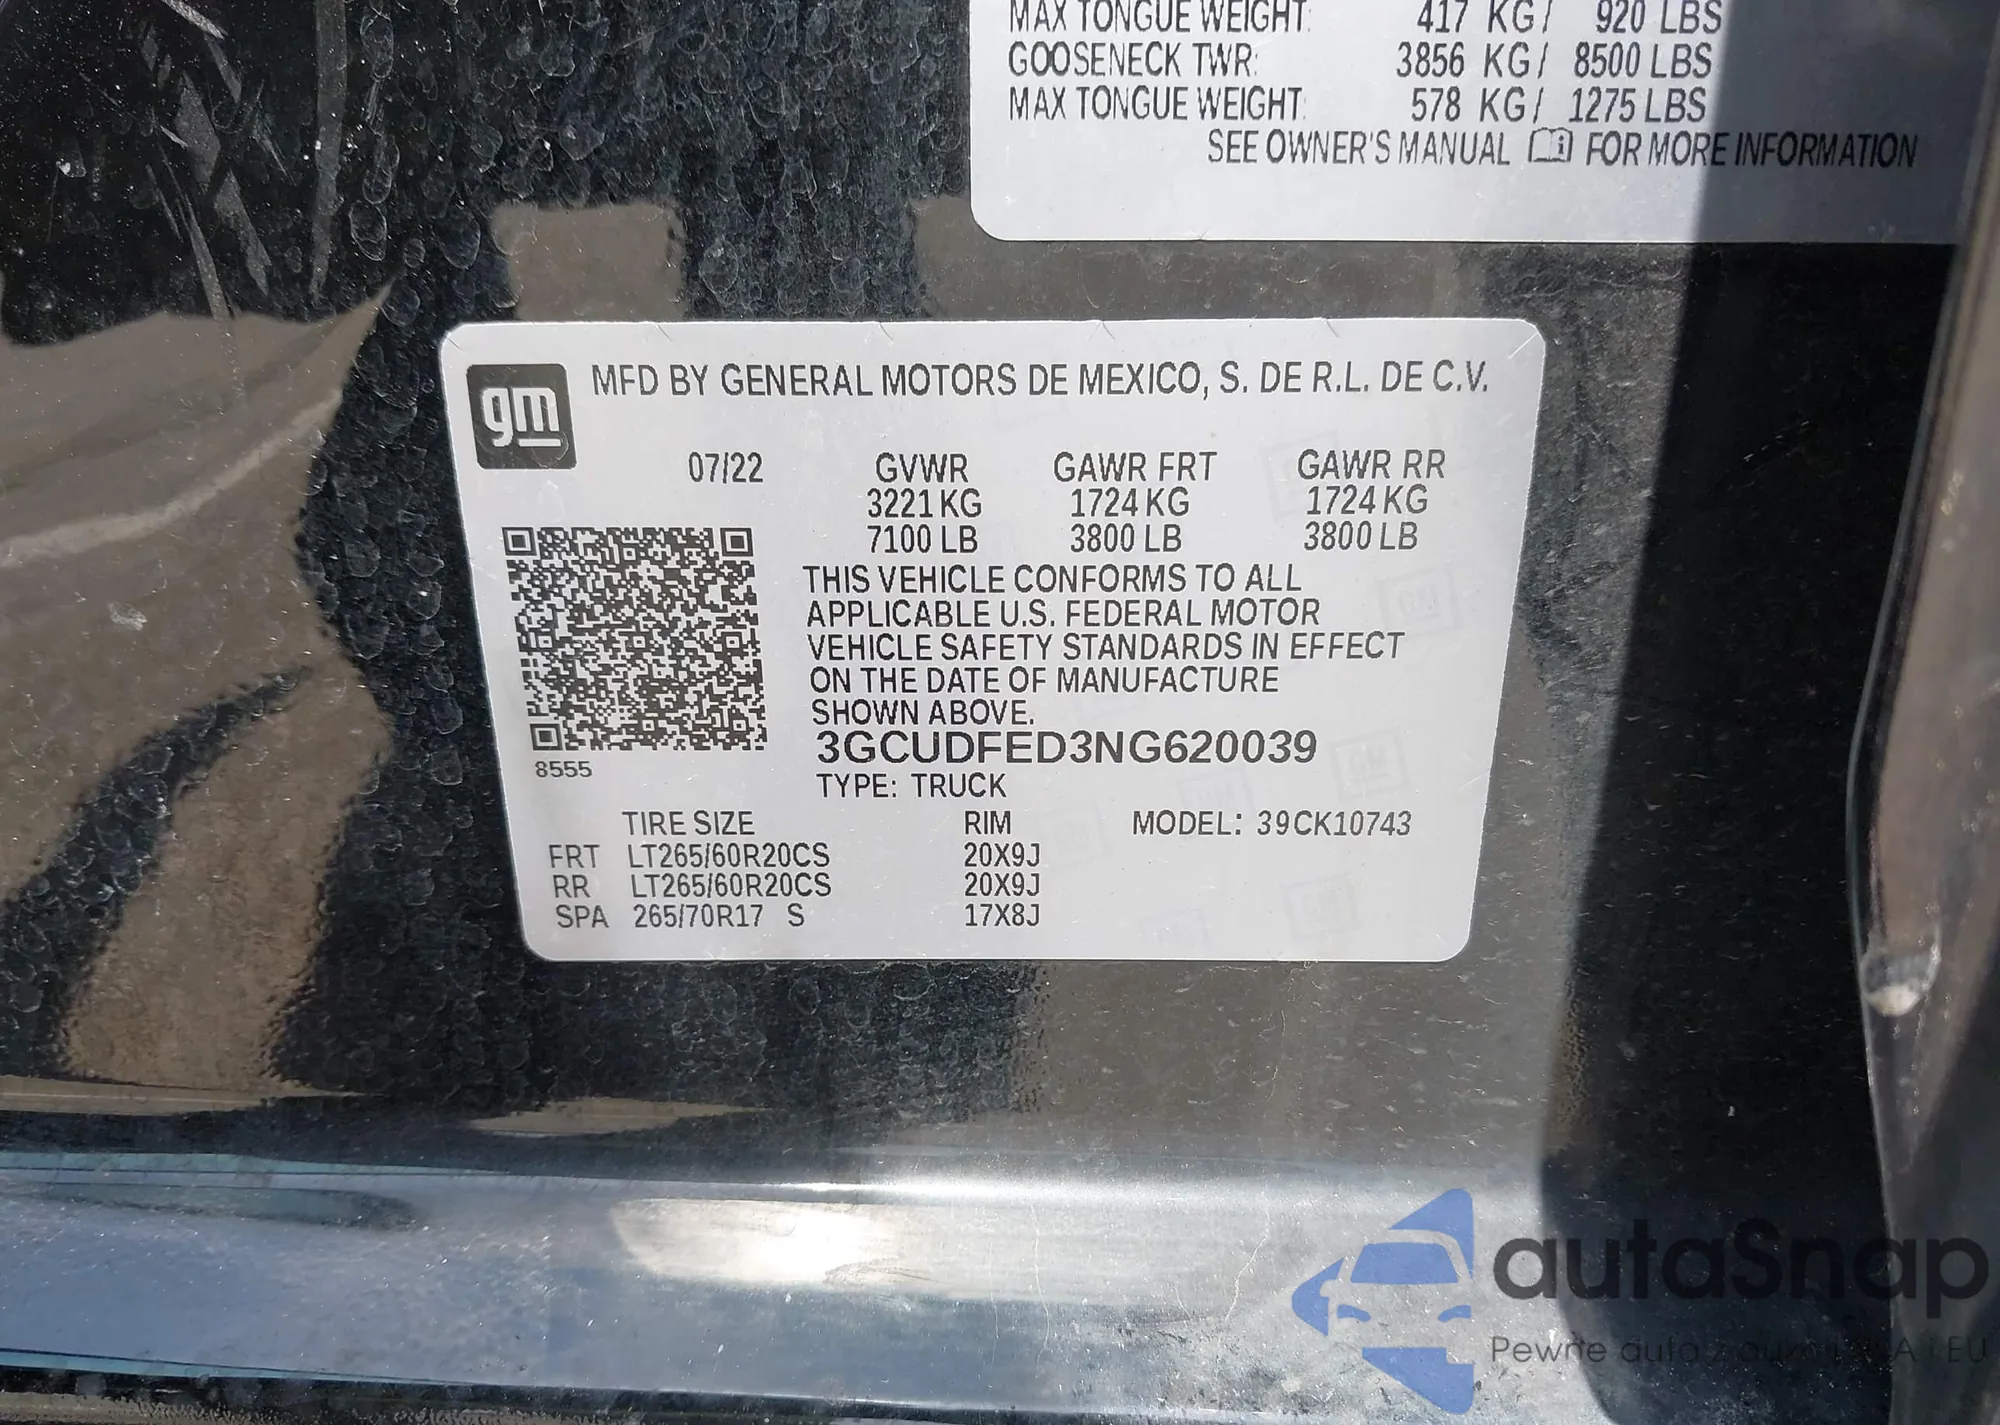 MAX TONGUE WEIGHT: 417 KG/ 920 LBS
GOOSENECK TWR: 3856 KG/ 8500 LBS
MAX TONGUE WEIGHT: 578 KG/ 1275 LBS
SEE OWNER'S MANUAL FOR MORE INFORMATION
gm
MFD BY GENERAL MOTORS DE MEXICO, S. DE R.L. DE C.V.
07/22 GVWR GAWR FRT GAWR RR
3221 KG 1724 KG 1724 KG
7100 LB 3800 LB 3800 LB
THIS VEHICLE CONFORMS TO ALL
APPLICABLE U.S. FEDERAL MOTOR
VEHICLE SAFETY STANDARDS IN EFFECT
ON THE DATE OF MANUFACTURE
SHOWN ABOVE.
3GCUDFED3NG620039
8555
TYPE: TRUCK
TIRE SIZE RIM MODEL: 39CK10743
FRT LT265/60R20CS 20X9J
RR LT265/60R20CS 20X9J
SPA 265/70R17 S 17X8J
autaSnap
Pewne auta z USA i EU